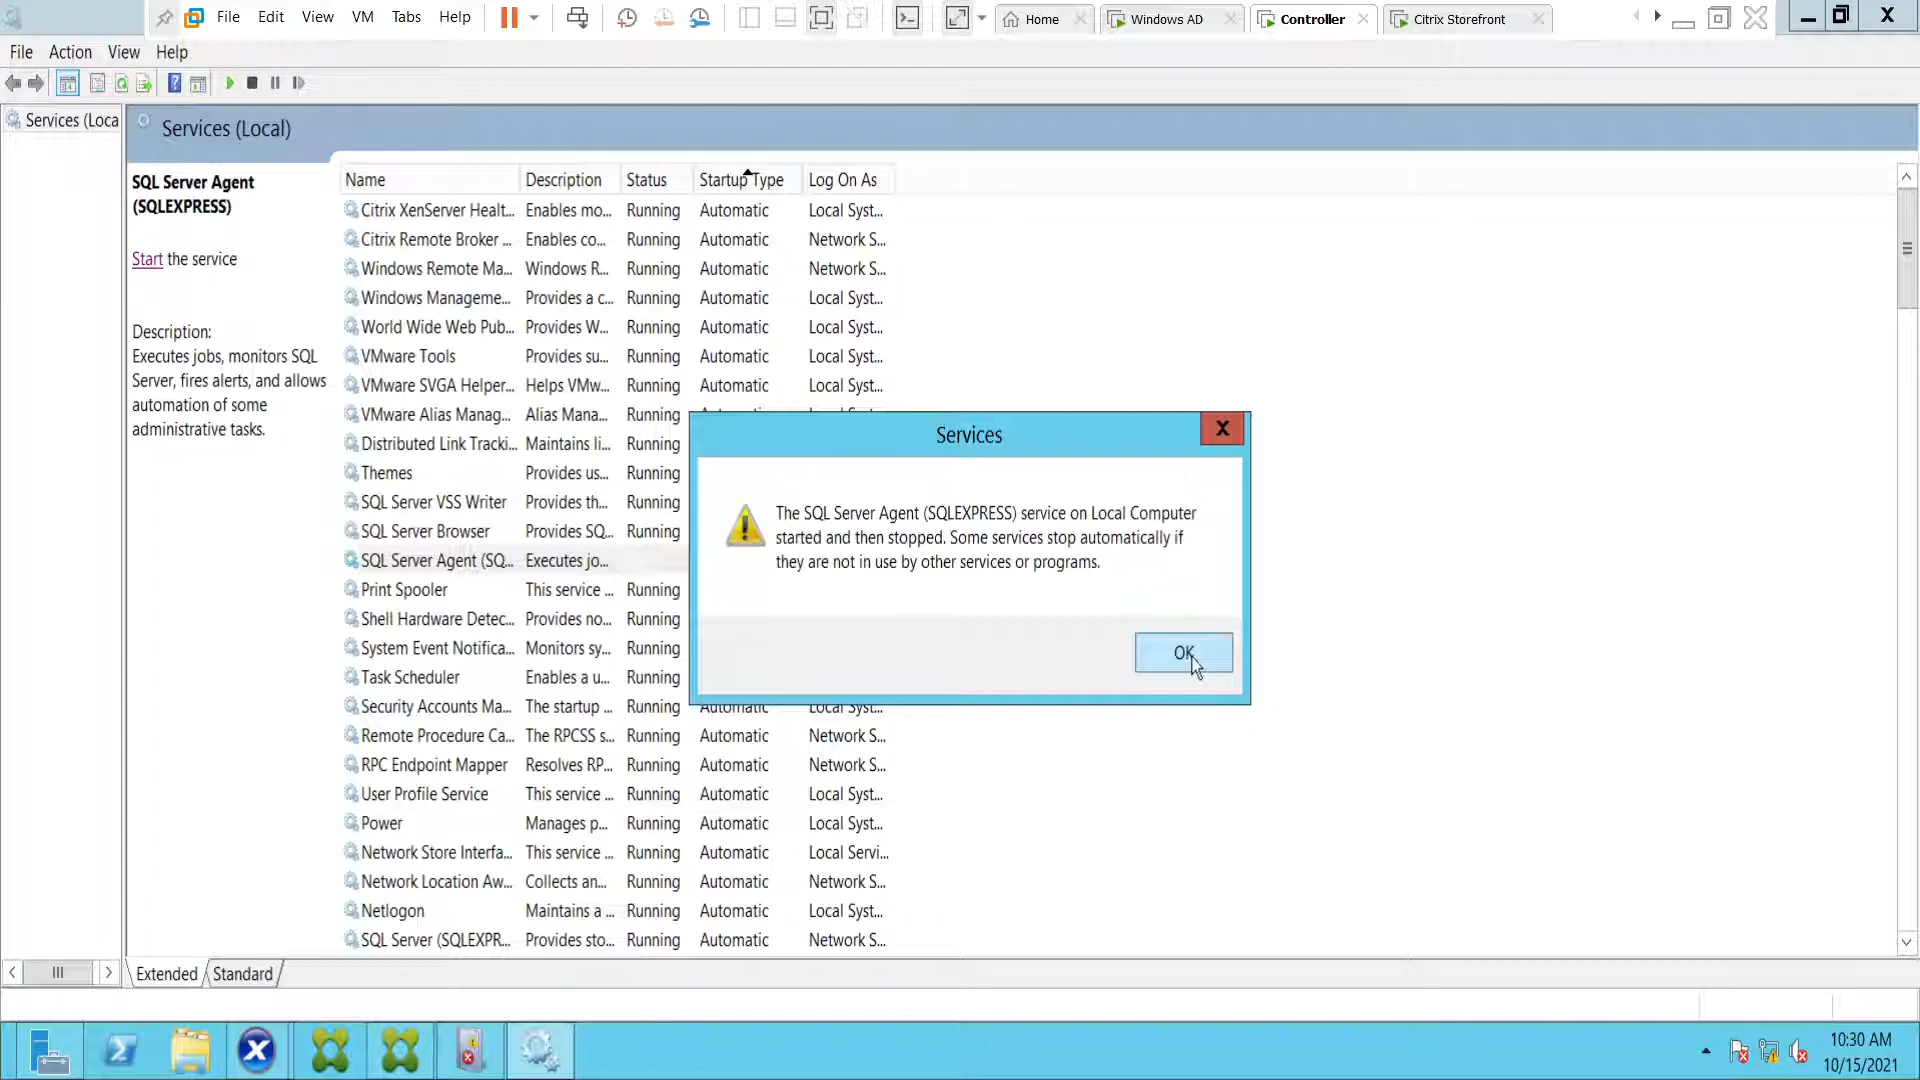 File Edit View VM Tabs Help
Home
Windows AD
Controller
Citrix Storefront
File Action View Help
Services (Loca
Services (Local)
SQL Server Agent
(SQLEXPRESS)
Start the service
Description:
Executes jobs, monitors SQL
Server, fires alerts, and allows
automation of some
administrative tasks.
Name Description Status Startup Type Log On As
Citrix XenServer Healt... Enables mo... Running Automatic Local Syst...
Citrix Remote Broker ... Enables co... Running Automatic Network S...
Windows Remote Ma... Windows R... Running Automatic Network S...
Windows Manageme... Provides a c... Running Automatic Local Syst...
World Wide Web Pub... Provides W... Running Automatic Local Syst...
VMware Tools Provides su... Running Automatic Local Syst...
VMware SVGA Helper... Helps VMw... Running Automatic Local Syst...
VMware Alias Manag... Alias Mana... Running
Distributed Link Tracki... Maintains li... Running
Themes Provides us... Running
SQL Server VSS Writer Provides th... Running
SQL Server Browser Provides SQ... Running
SQL Server Agent (SQ... Executes jo...
Print Spooler This service ... Running
Shell Hardware Detec... Provides no... Running
System Event Notifica... Monitors sy... Running
Task Scheduler Enables a u... Running
Security Accounts Ma... The startup ... Running Automatic Local Syst...
Remote Procedure Ca... The RPCSS s... Running Automatic Network S...
RPC Endpoint Mapper Resolves RP... Running Automatic Network S...
User Profile Service This service ... Running Automatic Local Syst...
Power Manages p... Running Automatic Local Syst...
Network Store Interfa... This service ... Running Automatic Local Servi...
Network Location Aw... Collects an... Running Automatic Network S...
Netlogon Maintains a ... Running Automatic Local Syst...
SQL Server (SQLEXPR... Provides sto... Running Automatic Network S...
Services
X
The SQL Server Agent (SQLEXPRESS) service on Local Computer
started and then stopped. Some services stop automatically if
they are not in use by other services or programs.
OK
Extended Standard
10:30 AM
10/15/2021